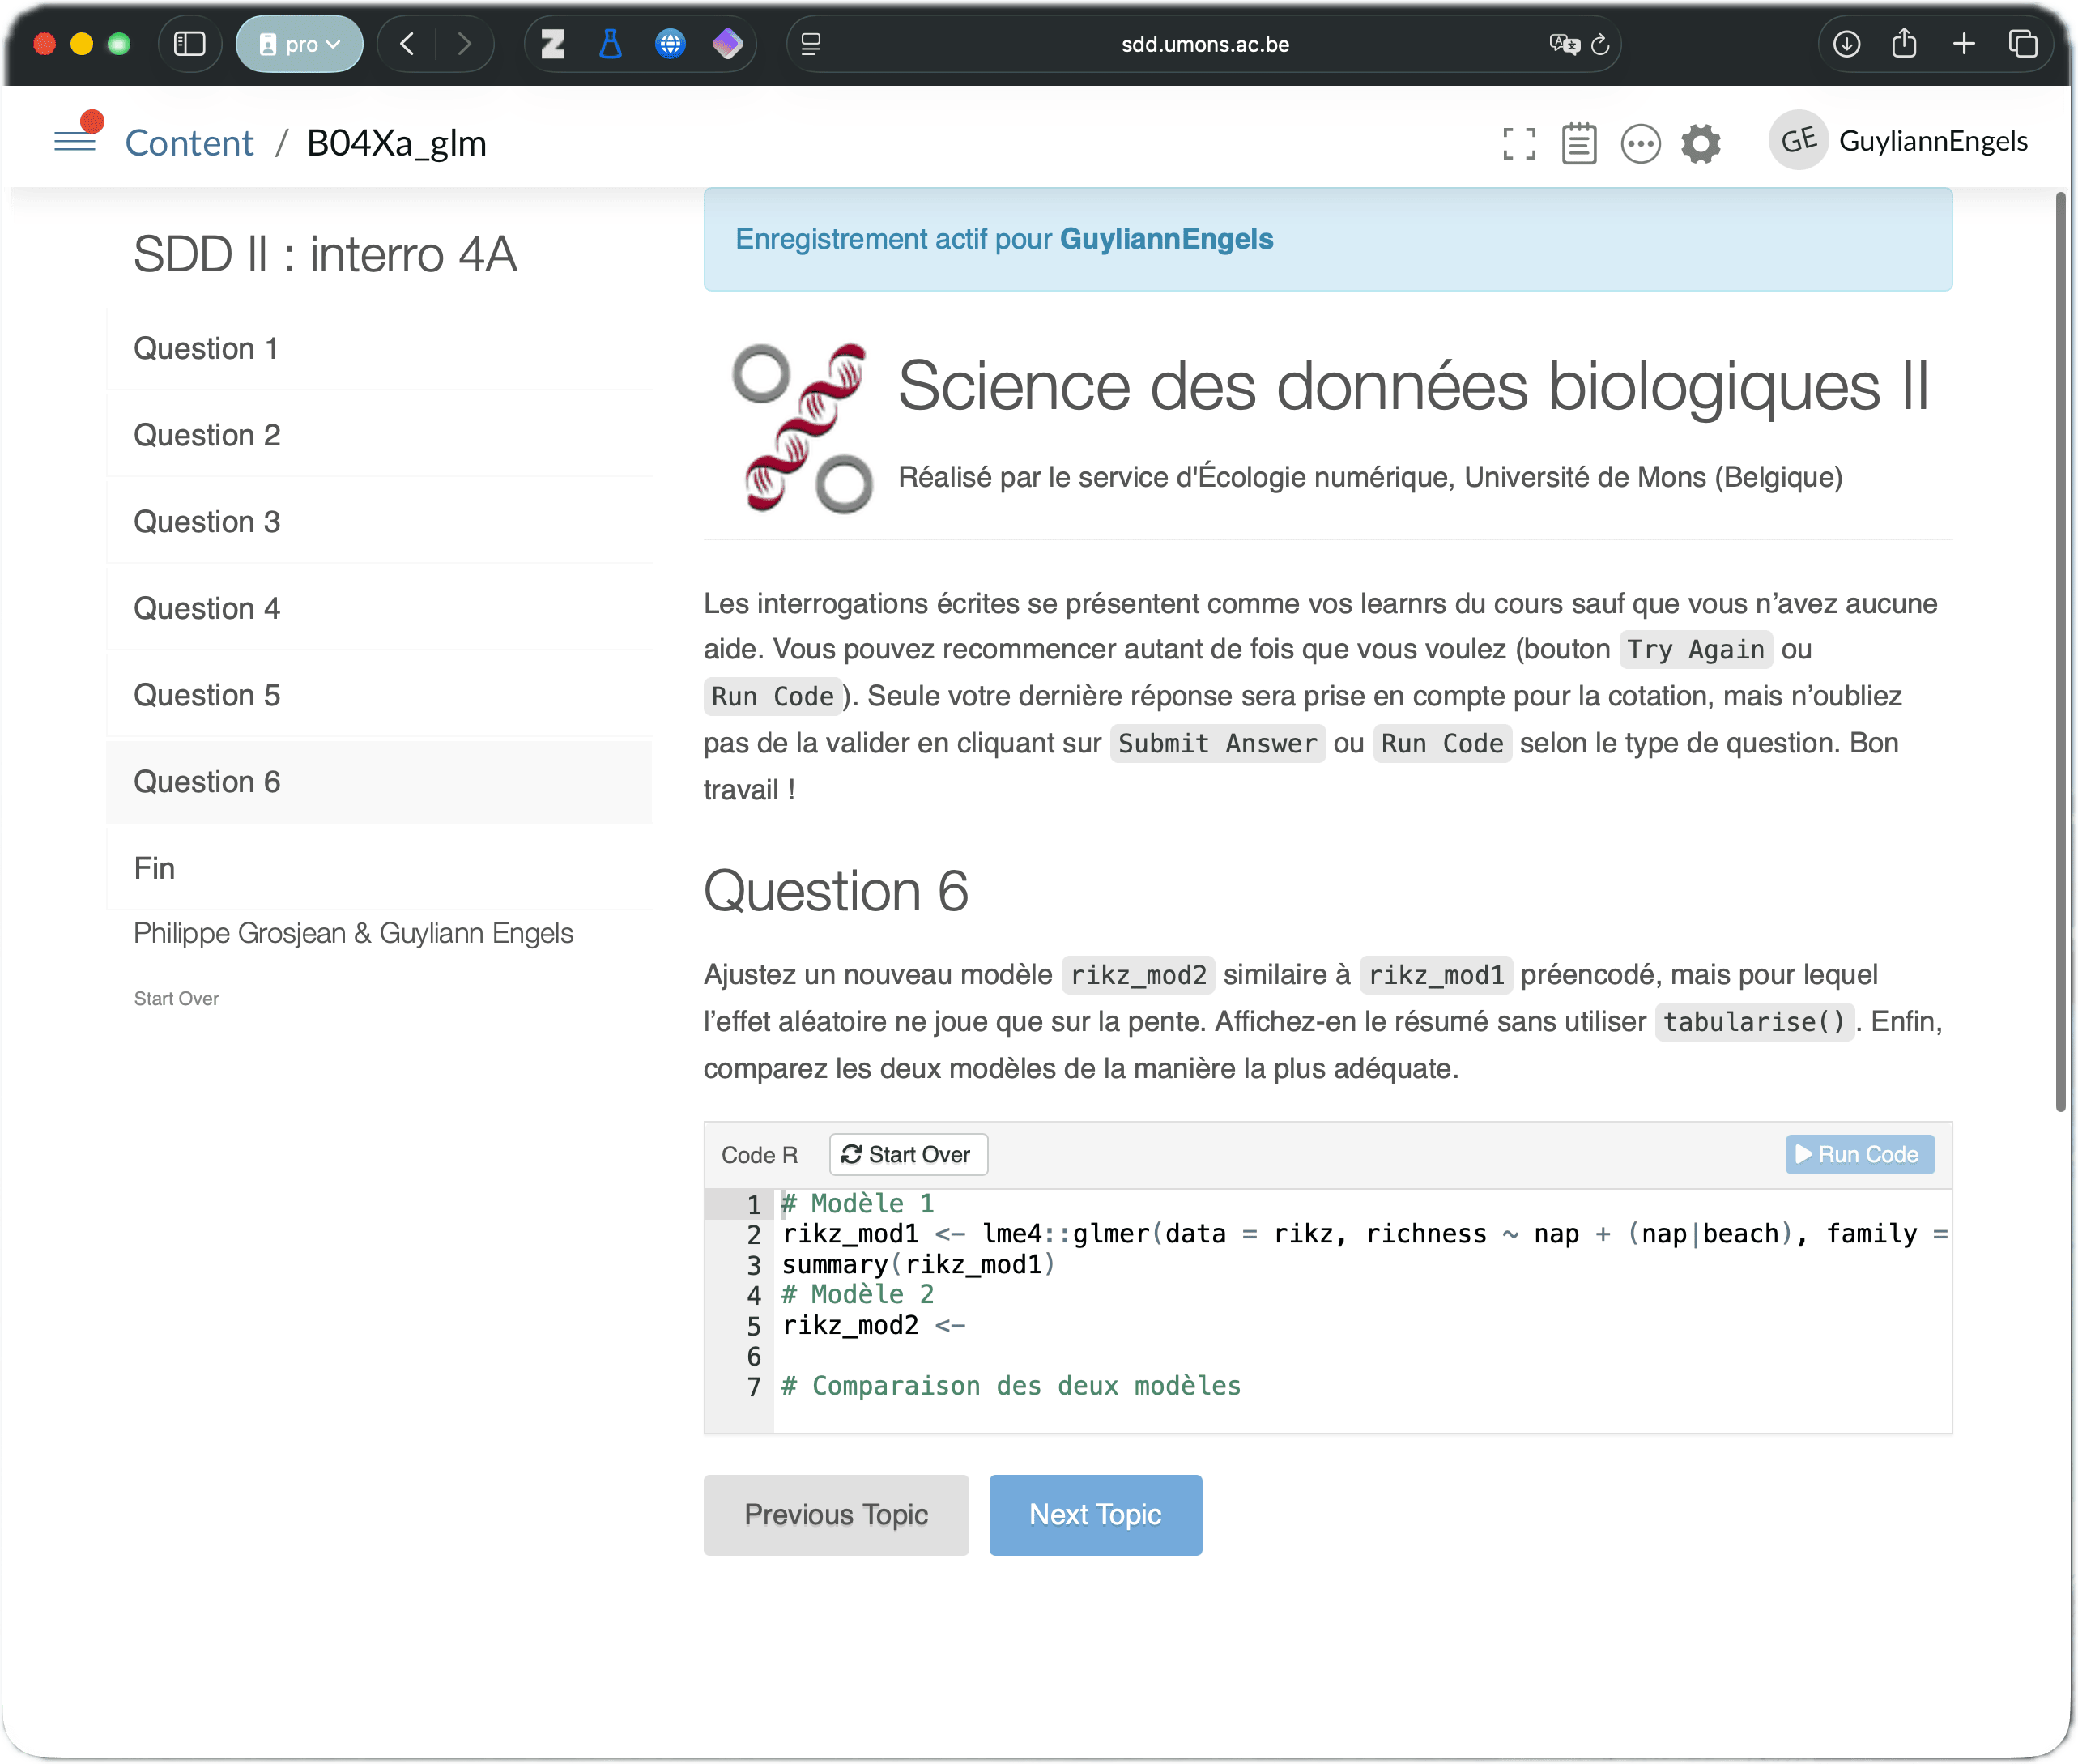 pro
sdd.umons.ac.be
Content / B04Xa_glm
GE GuyliannEngels
SDD II : interro 4A
Question 1
Question 2
Question 3
Question 4
Question 5
Question 6
Fin
Philippe Grosjean & Guyliann Engels
Start Over
Enregistrement actif pour GuyliannEngels
Science des données biologiques II
Réalisé par le service d'Écologie numérique, Université de Mons (Belgique)
Les interrogations écrites se présentent comme vos learnrs du cours sauf que vous n’avez aucune
aide. Vous pouvez recommencer autant de fois que vous voulez (bouton Try Again ou
Run Code). Seule votre dernière réponse sera prise en compte pour la cotation, mais n’oubliez
pas de la valider en cliquant sur Submit Answer ou Run Code selon le type de question. Bon
travail !
Question 6
Ajustez un nouveau modèle rikz_mod2 similaire à rikz_mod1 préencodé, mais pour lequel
l’effet aléatoire ne joue que sur la pente. Affichez-en le résumé sans utiliser tabularise(). Enfin,
comparez les deux modèles de la manière la plus adéquate.
Code R Start Over Run Code
1 # Modèle 1
2 rikz_mod1 <- lme4::glmer(data = rikz, richness ~ nap + (nap|beach), family =
3 summary(rikz_mod1)
4 # Modèle 2
5 rikz_mod2 <-
6
7 # Comparaison des deux modèles
Previous Topic Next Topic